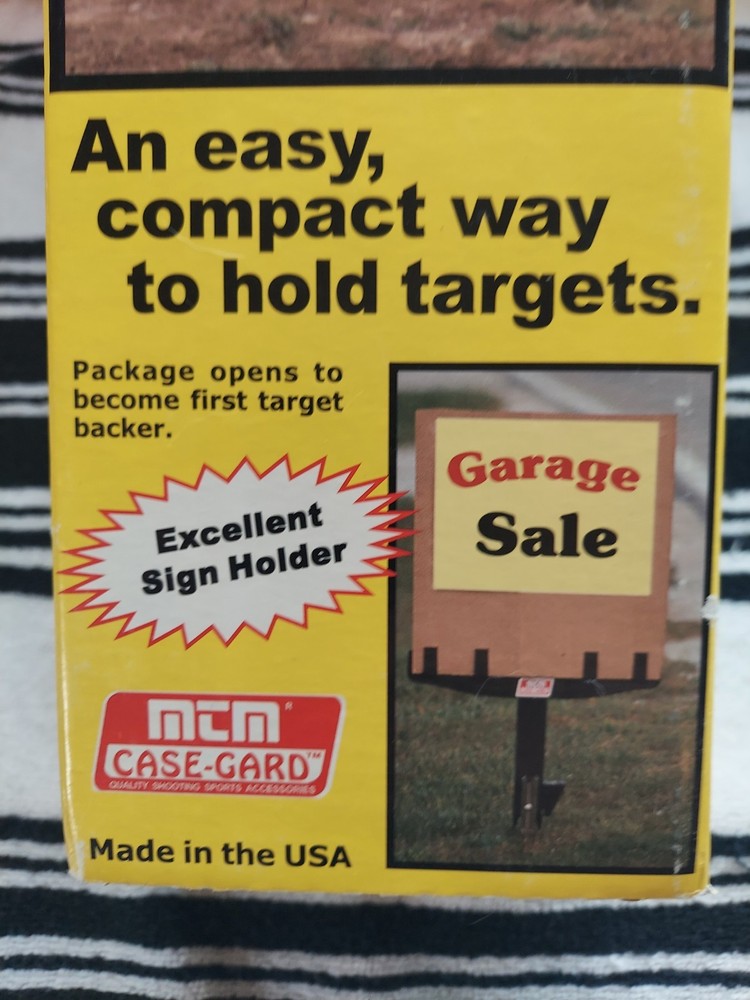 An easy,
compact way
to hold targets.
Package opens to
become first target
backer.
Excellent
Sign Holder
Garage
Sale
MTM®
CASE-GARD™
QUALITY SHOOTING SPORTS ACCESSORIES
Made in the USA